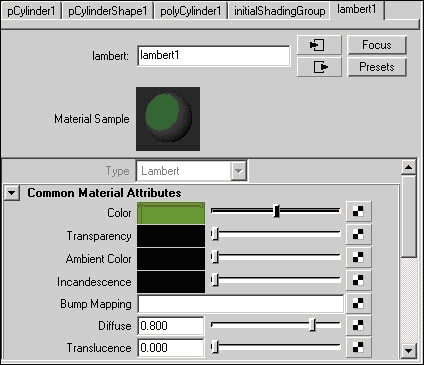 pCylinder1 pCylinderShape1 polyCylinder1 initialShadingGroup lambert1
lambert: lambert1
Focus
Presets
Material Sample
Type Lambert
Common Material Attributes
Color
Transparency
Ambient Color
Incandescence
Bump Mapping
Diffuse 0.800
Translucence 0.000